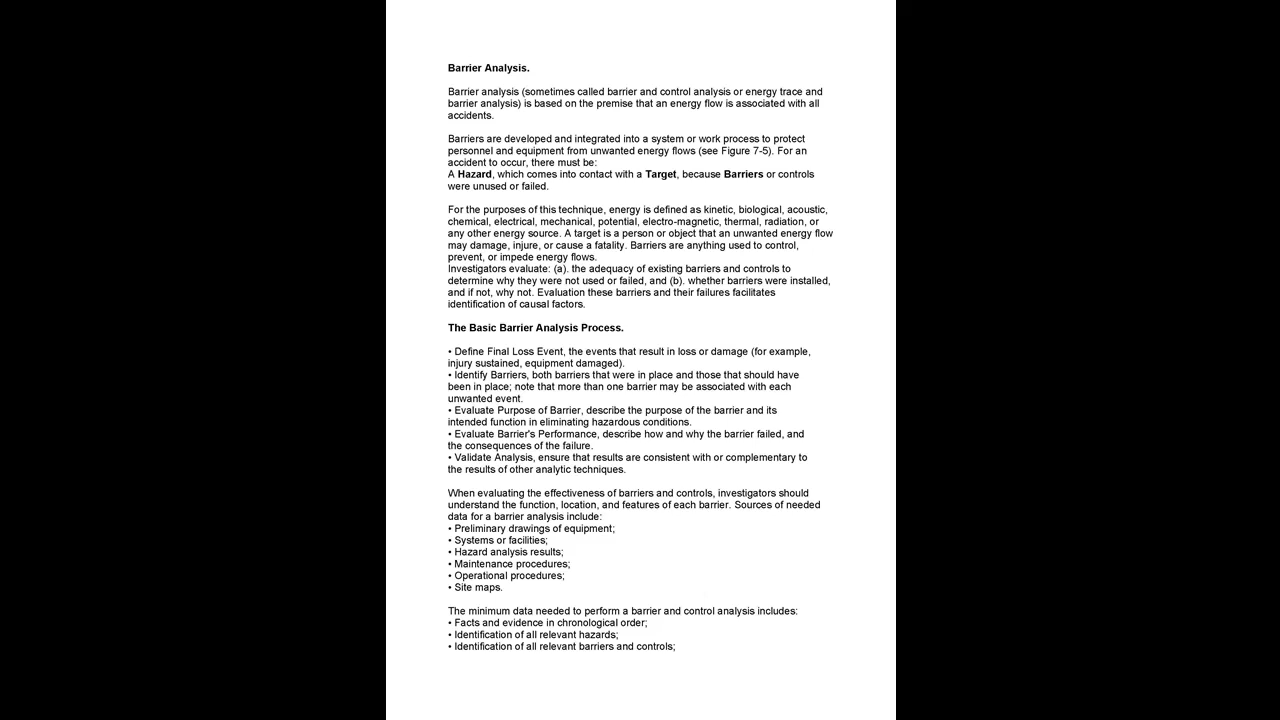 Barrier Analysis.
Barrier analysis (sometimes called barrier and control analysis or energy trace and
barrier analysis) is based on the premise that an energy flow is associated with all
accidents.
Barriers are developed and integrated into a system or work process to protect
personnel and equipment from unwanted energy flows (see Figure 7-5). For an
accident to occur, there must be:
A Hazard, which comes into contact with a Target, because Barriers or controls
were unused or failed.
For the purposes of this technique, energy is defined as kinetic, biological, acoustic,
chemical, electrical, mechanical, potential, electro-magnetic, thermal, radiation, or
any other energy source. A target is a person or object that an unwanted energy flow
may damage, injure, or cause a fatality. Barriers are anything used to control,
prevent, or impede energy flows.
Investigators evaluate: (a). the adequacy of existing barriers and controls to
determine why they were not used or failed, and (b). whether barriers were installed,
and if not, why not. Evaluation these barriers and their failures facilitates
identification of causal factors.
The Basic Barrier Analysis Process.
• Define Final Loss Event, the events that result in loss or damage (for example,
injury sustained, equipment damaged).
• Identify Barriers, both barriers that were in place and those that should have
been in place; note that more than one barrier may be associated with each
unwanted event.
• Evaluate Purpose of Barrier, describe the purpose of the barrier and its
intended function in eliminating hazardous conditions.
• Evaluate Barrier's Performance, describe how and why the barrier failed, and
the consequences of the failure.
• Validate Analysis, ensure that results are consistent with or complementary to
the results of other analytic techniques.
When evaluating the effectiveness of barriers and controls, investigators should
understand the function, location, and features of each barrier. Sources of needed
data for a barrier analysis include:
• Preliminary drawings of equipment;
• Systems or facilities;
• Hazard analysis results;
• Maintenance procedures;
• Operational procedures;
• Site maps.
The minimum data needed to perform a barrier and control analysis includes:
• Facts and evidence in chronological order;
• Identification of all relevant hazards;
• Identification of all relevant barriers and controls;